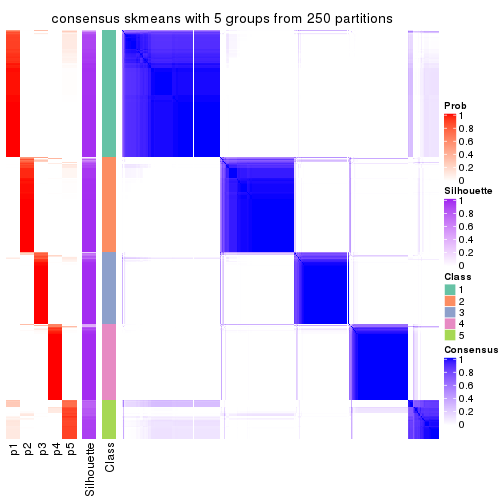 consensus skmeans with 5 groups from 250 partitions
Prob
1
0.8
0.6
0.4
0.2
0
Silhouette
1
0.8
0.6
0.4
0.2
0
Class
1
2
3
4
5
Consensus
1
0.8
0.6
0.4
0.2
0
p1
p2
p3
p4
p5
Silhouette
Class